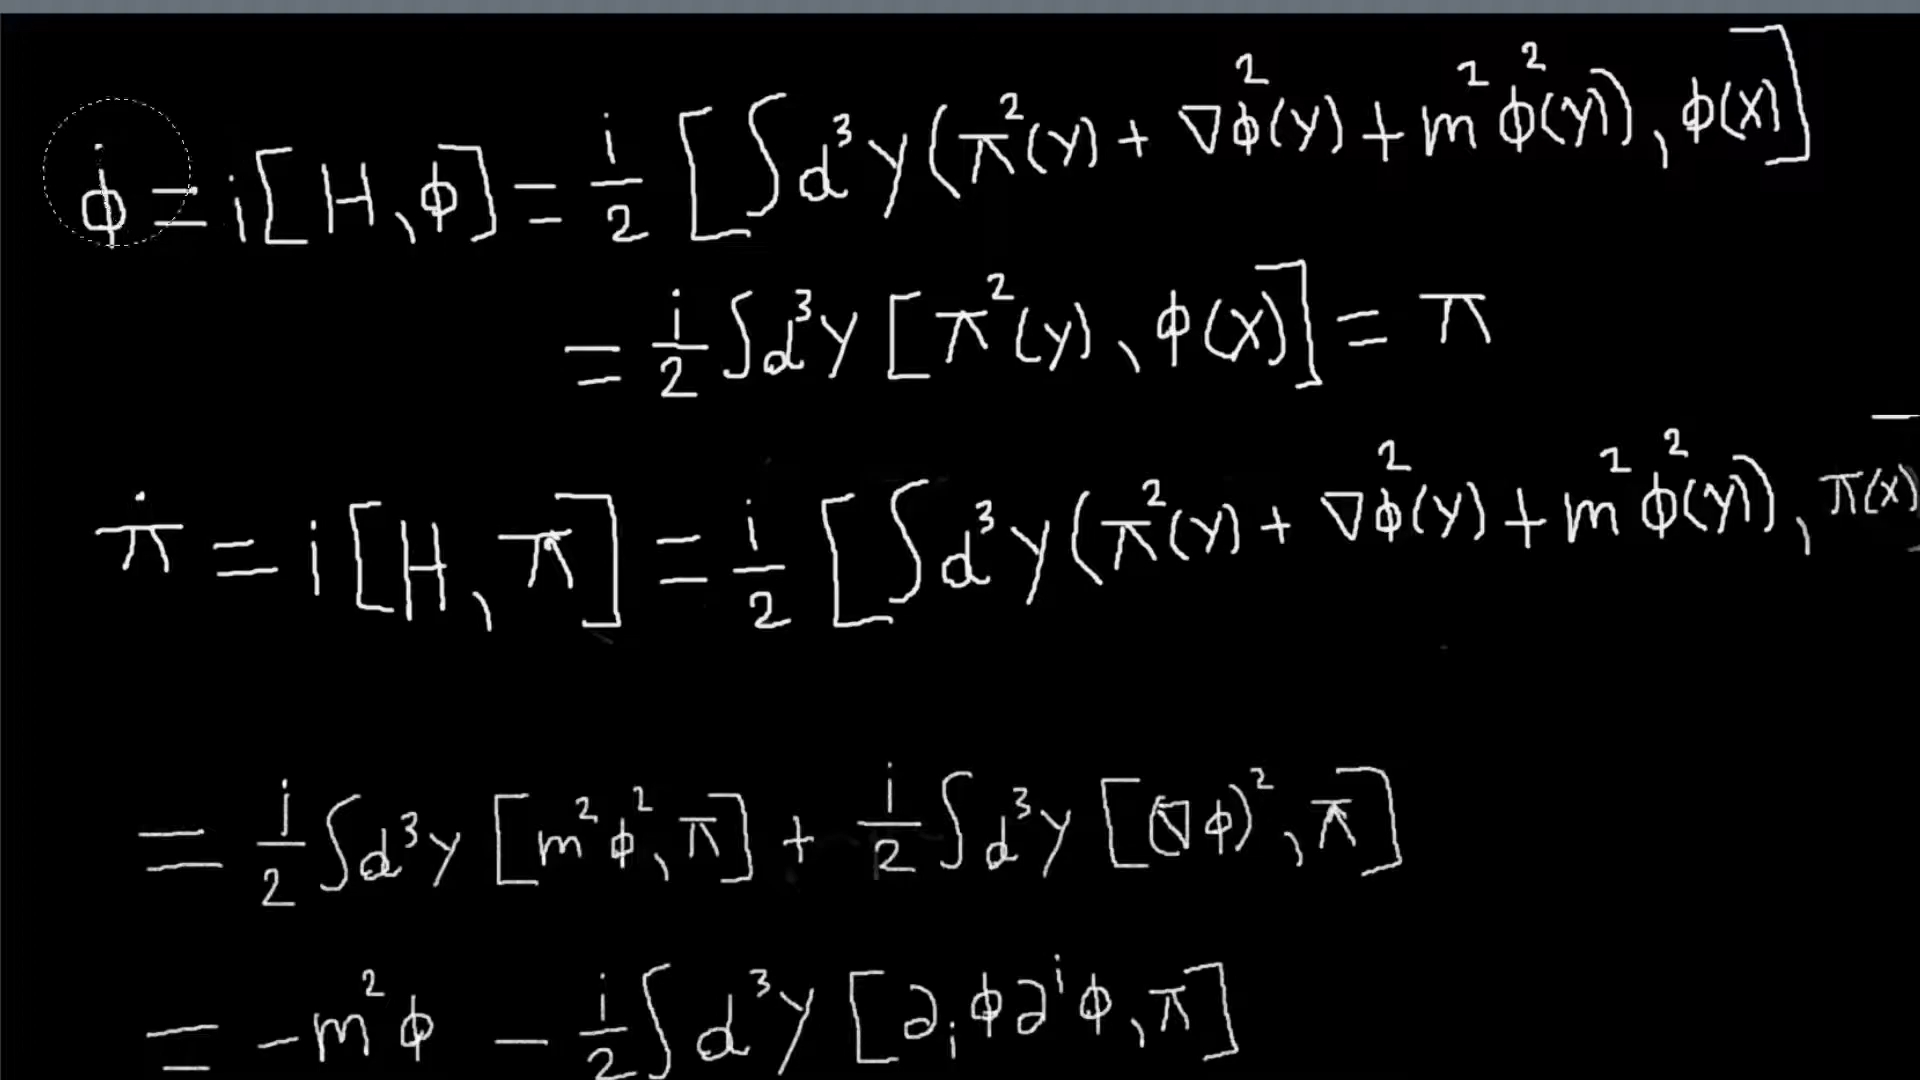 φ̇ = i[H, φ] = i/2 [∫d³y(π²(y) + ∇φ²(y) + m²φ²(y)), φ(x)]
= i/2 ∫d³y [π²(y), φ(x)] = π
π̇ = i[H, π] = i/2 [∫d³y(π²(y) + ∇φ²(y) + m²φ²(y)), π(x)
= i/2 ∫d³y [m²φ², π] + i/2 ∫d³y [(∇φ)², π]
= -m²φ - i/2 ∫d³y [∂ᵢφ∂ⁱφ, π]